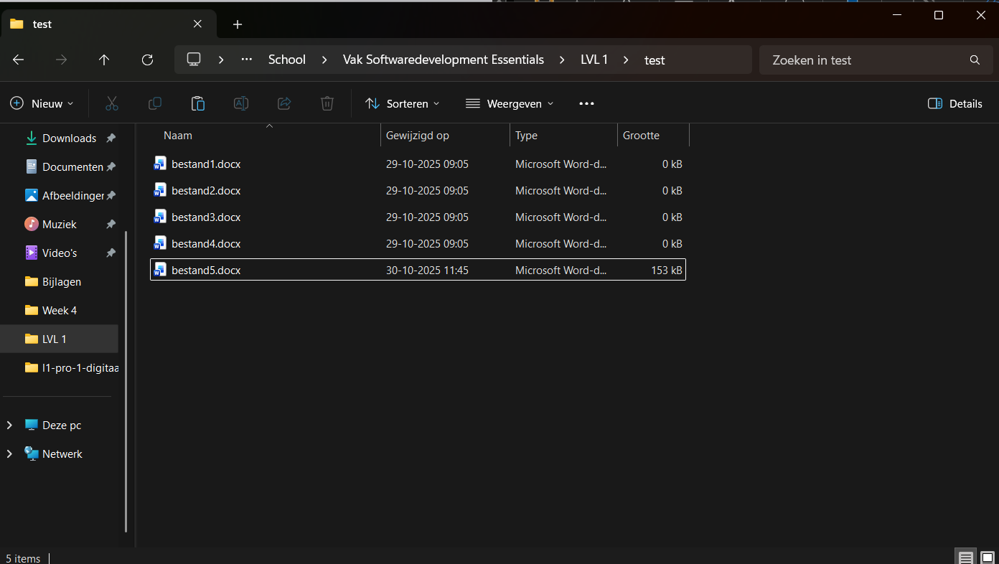 test
School > Vak Softwaredevelopment Essentials > LVL 1 > test
Zoeken in test
Nieuw
Sorteren
Weergeven
Details
Naam Gewijzigd op Type Grootte
bestand1.docx 29-10-2025 09:05 Microsoft Word-d... 0 kB
bestand2.docx 29-10-2025 09:05 Microsoft Word-d... 0 kB
bestand3.docx 29-10-2025 09:05 Microsoft Word-d... 0 kB
bestand4.docx 29-10-2025 09:05 Microsoft Word-d... 0 kB
bestand5.docx 30-10-2025 11:45 Microsoft Word-d... 153 kB
Downloads
Documenten
Afbeeldinger
Muziek
Video's
Bijlagen
Week 4
LVL 1
l1-pro-1-digitaa
Deze pc
Netwerk
5 items